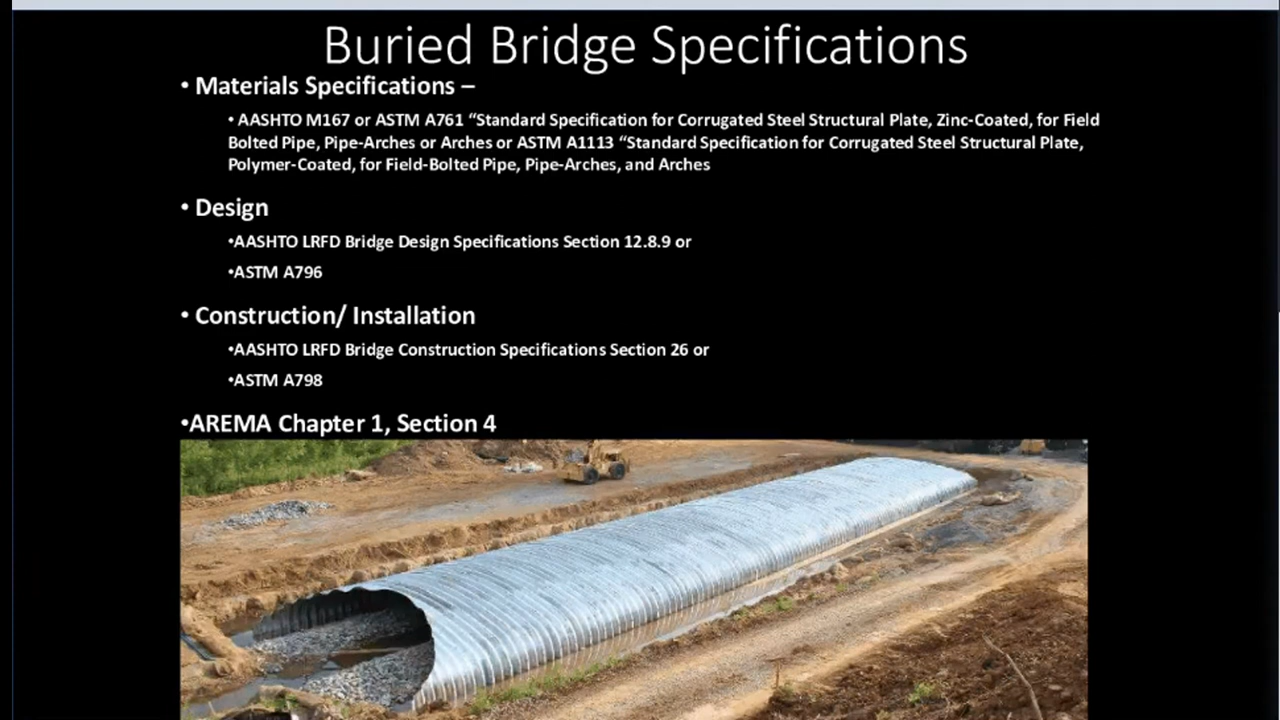 Buried Bridge Specifications
• Materials Specifications –
• AASHTO M167 or ASTM A761 “Standard Specification for Corrugated Steel Structural Plate, Zinc-Coated, for Field
Bolted Pipe, Pipe-Arches or Arches or ASTM A1113 “Standard Specification for Corrugated Steel Structural Plate,
Polymer-Coated, for Field-Bolted Pipe, Pipe-Arches, and Arches
• Design
•AASHTO LRFD Bridge Design Specifications Section 12.8.9 or
•ASTM A796
• Construction/ Installation
•AASHTO LRFD Bridge Construction Specifications Section 26 or
•ASTM A798
•AREMA Chapter 1, Section 4